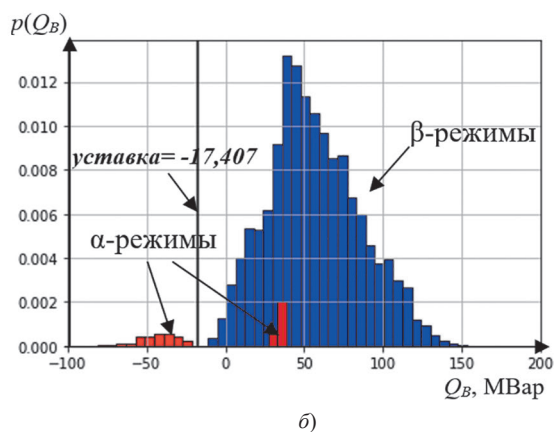 p(Q_B)
0.012
0.010
0.008
0.006
0.004
0.002
0.000
уставка= -17,407
β-режимы
α-режимы
−100 −50 0 50 100 150 200
Q_B, МВар
б)